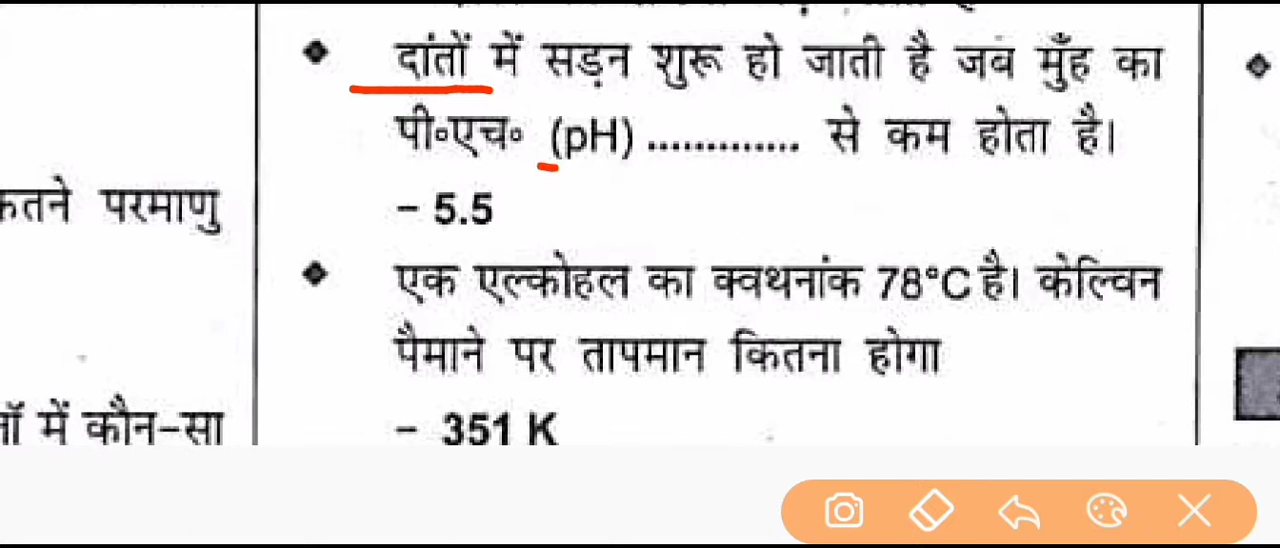 कितने परमाणु
में कौन-सा
दांतों में सड़न शुरू हो जाती है जब मुँह का
पी॰एच॰ (pH) ............. से कम होता है।
– 5.5
एक एल्कोहल का क्वथनांक 78°C है। केल्विन
पैमाने पर तापमान कितना होगा
– 351 K